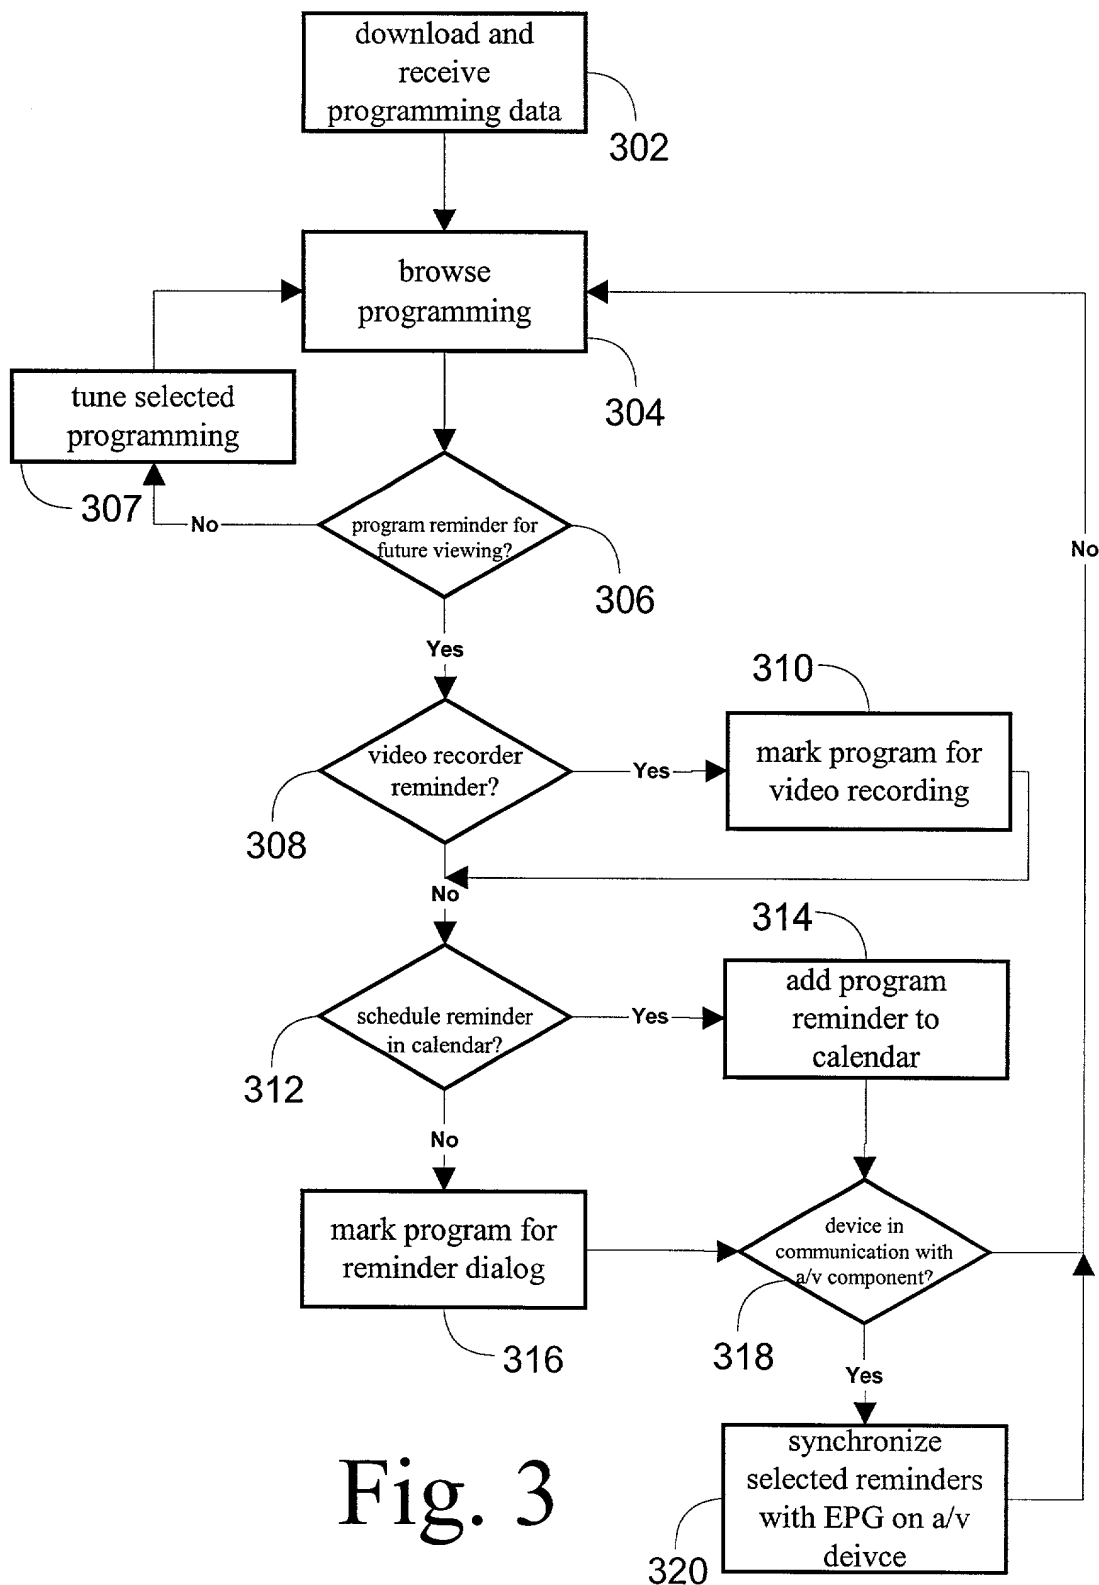 download and
receive
programming data
302
browse
programming
304
tune selected
programming
307
No
program reminder for
future viewing?
306
No
Yes
310
video recorder
reminder?
308
Yes
mark program for
video recording
No
314
schedule reminder
in calendar?
312
Yes
add program
reminder to
calendar
No
mark program for
reminder dialog
316
device in
communication with
a/v component?
318
Yes
synchronize
selected reminders
with EPG on a/v
deivce
320
Fig. 3